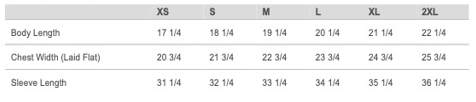 XS S M L XL 2XL
Body Length 17 1/4 18 1/4 19 1/4 20 1/4 21 1/4 22 1/4
Chest Width (Laid Flat) 20 3/4 21 3/4 22 3/4 23 3/4 24 3/4 25 3/4
Sleeve Length 31 1/4 32 1/4 33 1/4 34 1/4 35 1/4 36 1/4